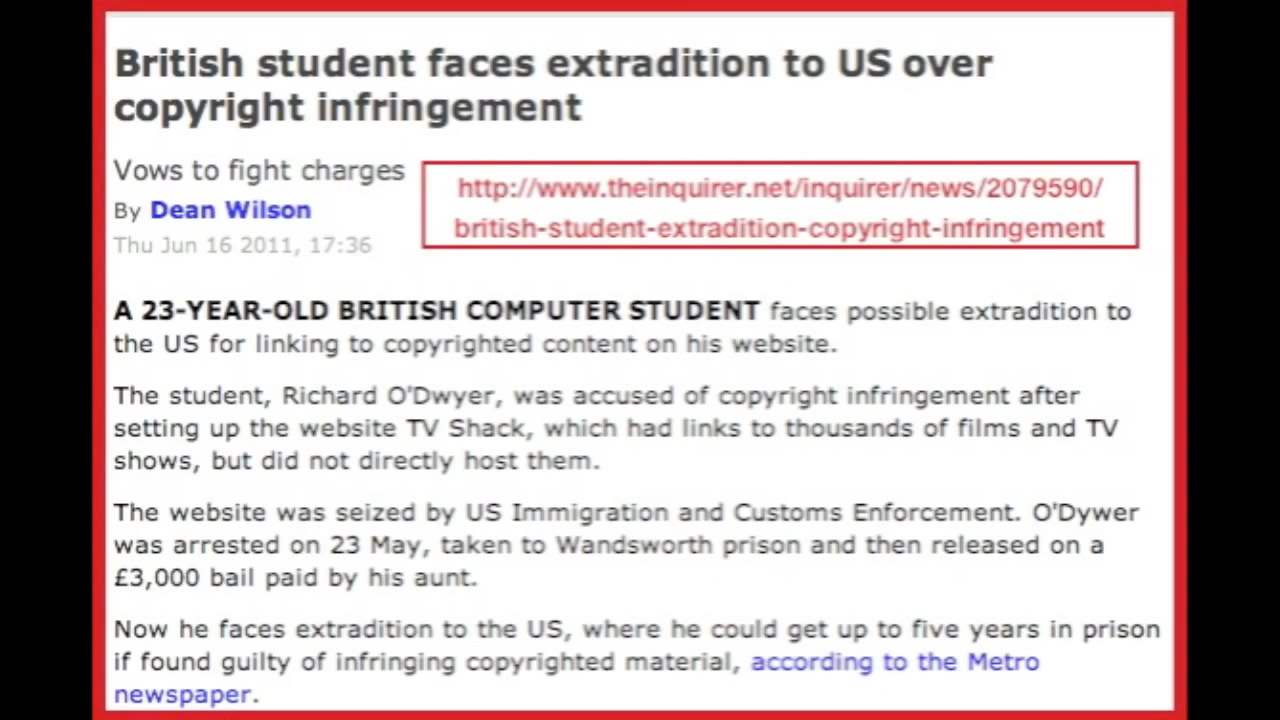 British student faces extradition to US over
copyright infringement
Vows to fight charges
By Dean Wilson
Thu Jun 16 2011, 17:36
http://www.theinquirer.net/inquirer/news/2079590/
british-student-extradition-copyright-infringement
A 23-YEAR-OLD BRITISH COMPUTER STUDENT faces possible extradition to
the US for linking to copyrighted content on his website.
The student, Richard O'Dwyer, was accused of copyright infringement after
setting up the website TV Shack, which had links to thousands of films and TV
shows, but did not directly host them.
The website was seized by US Immigration and Customs Enforcement. O'Dywer
was arrested on 23 May, taken to Wandsworth prison and then released on a
£3,000 bail paid by his aunt.
Now he faces extradition to the US, where he could get up to five years in prison
if found guilty of infringing copyrighted material, according to the Metro
newspaper.